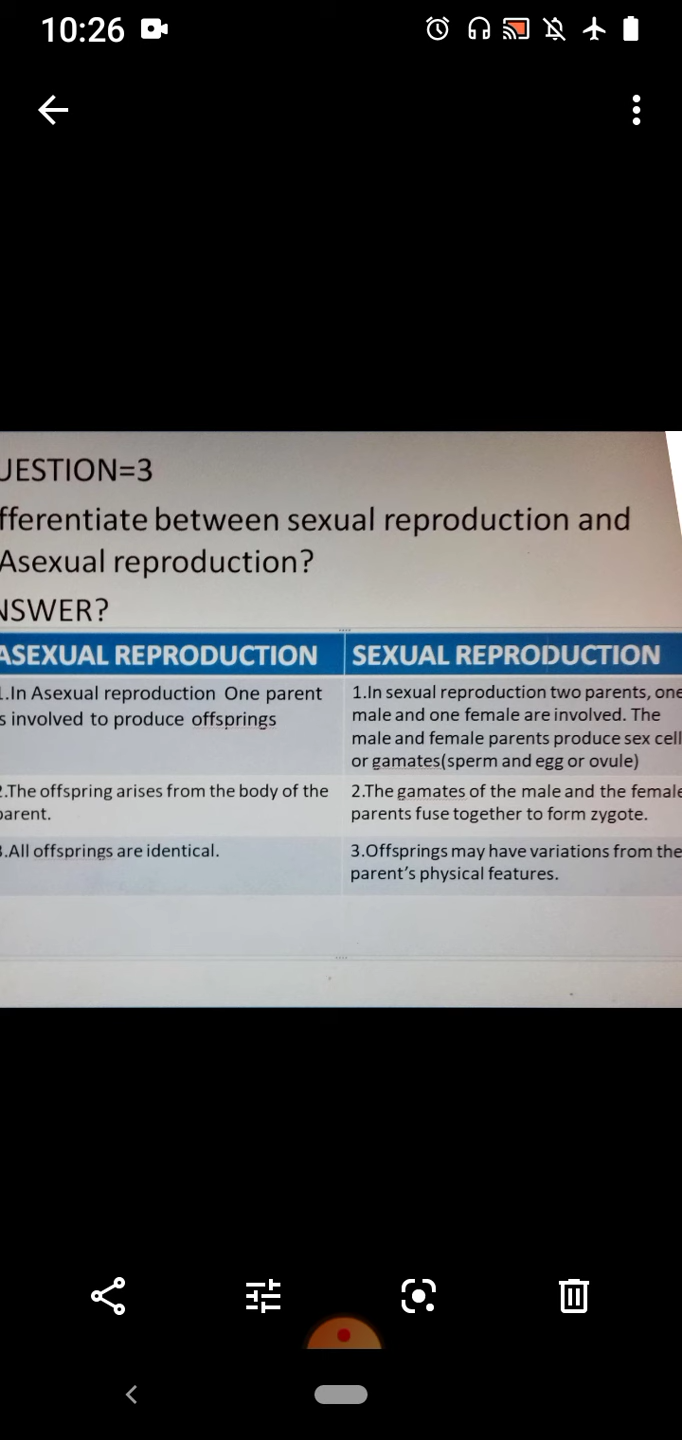 10:26
UESTION=3
fferentiate between sexual reproduction and
Asexual reproduction?
NSWER?
ASEXUAL REPRODUCTION
SEXUAL REPRODUCTION
1.In Asexual reproduction One parent
s involved to produce offsprings
1.In sexual reproduction two parents, one
male and one female are involved. The
male and female parents produce sex cell
or gamates(sperm and egg or ovule)
2.The offspring arises from the body of the
parent.
2.The gamates of the male and the female
parents fuse together to form zygote.
3.All offsprings are identical.
3.Offsprings may have variations from the
parent's physical features.